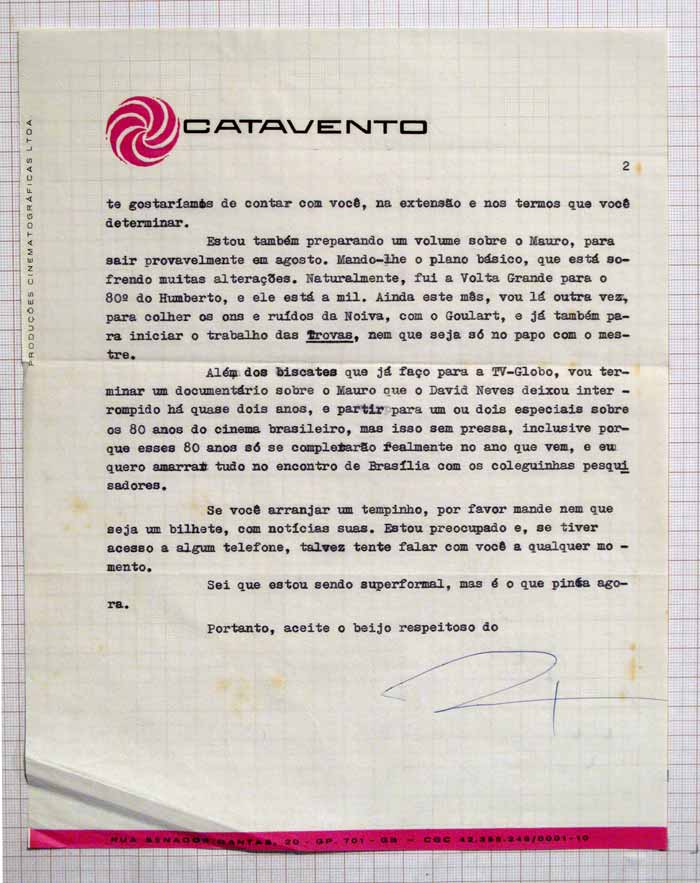 CATAVENTO
PRODUÇÕES CINEMATOGRÁFICAS LTDA
2
te gostaríamos de contar com você, na extensão e nos termos que você
determinar.
Estou também preparando um volume sobre o Mauro, para
sair provavelmente em agosto. Mando-lhe o plano básico, que está so-
frendo muitas alterações. Naturalmente, fui a Volta Grande para o
80º do Humberto, e ele está a mil. Ainda este mês, vou lá outra vez,
para colher os ons e ruídos da Noiva, com o Goulart, e já também pa-
ra iniciar o trabalho das Trovas, nem que seja só no papo com o mes-
tre.
Além dos biscates que já faço para a TV-Globo, vou ter-
minar um documentário sobre o Mauro que o David Neves deixou inter -
rompido há quase dois anos, e partir para um ou dois especiais sobre
os 80 anos do cinema brasileiro, mas isso sem pressa, inclusive por-
que esses 80 anos só se completarão realmente no ano que vem, e eu
quero amarrar tudo no encontro de Brasília com os coleguinhas pesqui
sadores.
Se você arranjar um tempinho, por favor mande nem que
seja um bilhete, com notícias suas. Estou preocupado e, se tiver
acesso a algum telefone, talvez tente falar com você a qualquer mo -
mento.
Sei que estou sendo superformal, mas é o que pinta ago-
ra.
Portanto, aceite o beijo respeitoso do
RUA SENADOR DANTAS, 20 - GP. 701 - GB - CGC